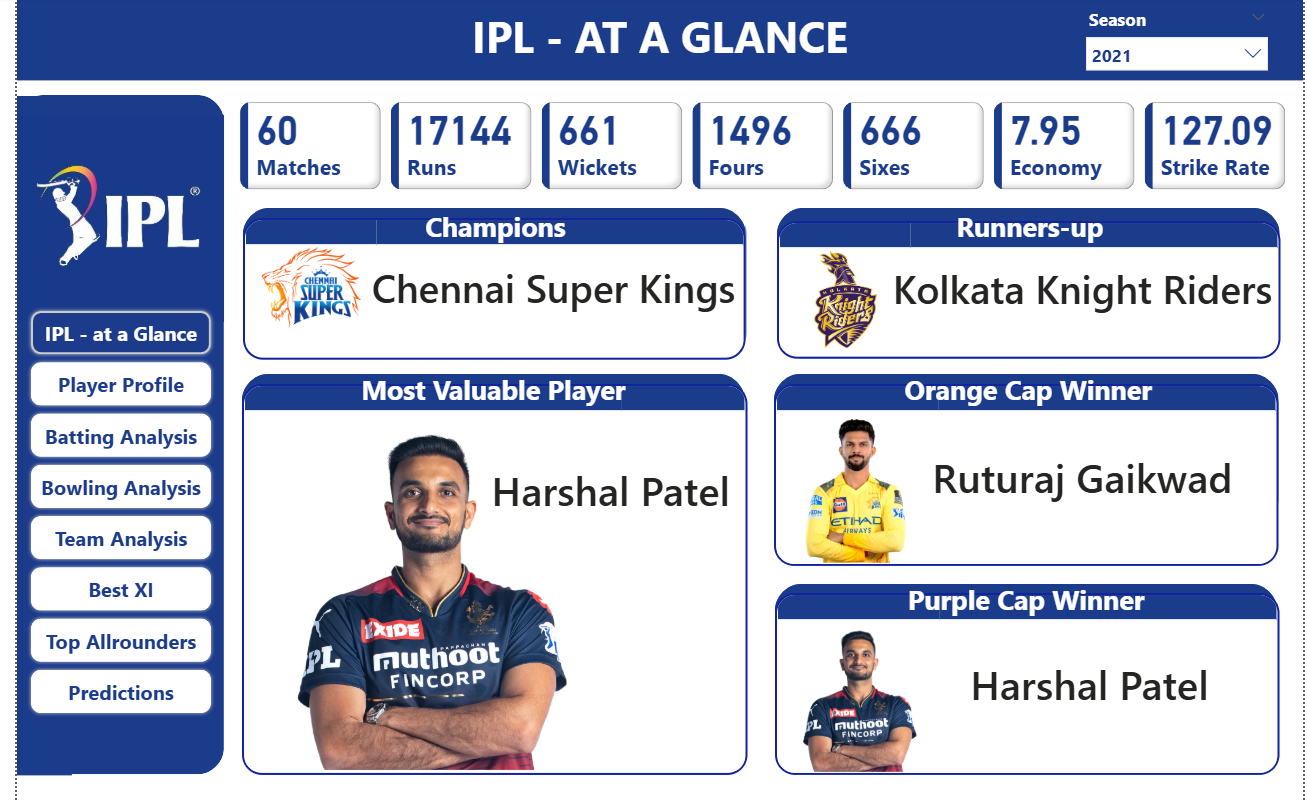 IPL - AT A GLANCE
Season
2021
60
Matches
17144
Runs
661
Wickets
1496
Fours
666
Sixes
7.95
Economy
127.09
Strike Rate
IPL®
IPL - at a Glance
Player Profile
Batting Analysis
Bowling Analysis
Team Analysis
Best XI
Top Allrounders
Predictions
Champions
CHENNAI
SUPER
KINGS
Chennai Super Kings
Runners-up
KOLKATA
Knight
Riders
Kolkata Knight Riders
Most Valuable Player
Harshal Patel
EXIDE
IPL
PAPPACHAN
muthoot
FINCORP
Orange Cap Winner
Ruturaj Gaikwad
ETIHAD
AIRWAYS
Purple Cap Winner
Harshal Patel
EXIDE
IPL
muthoot
FINCORP